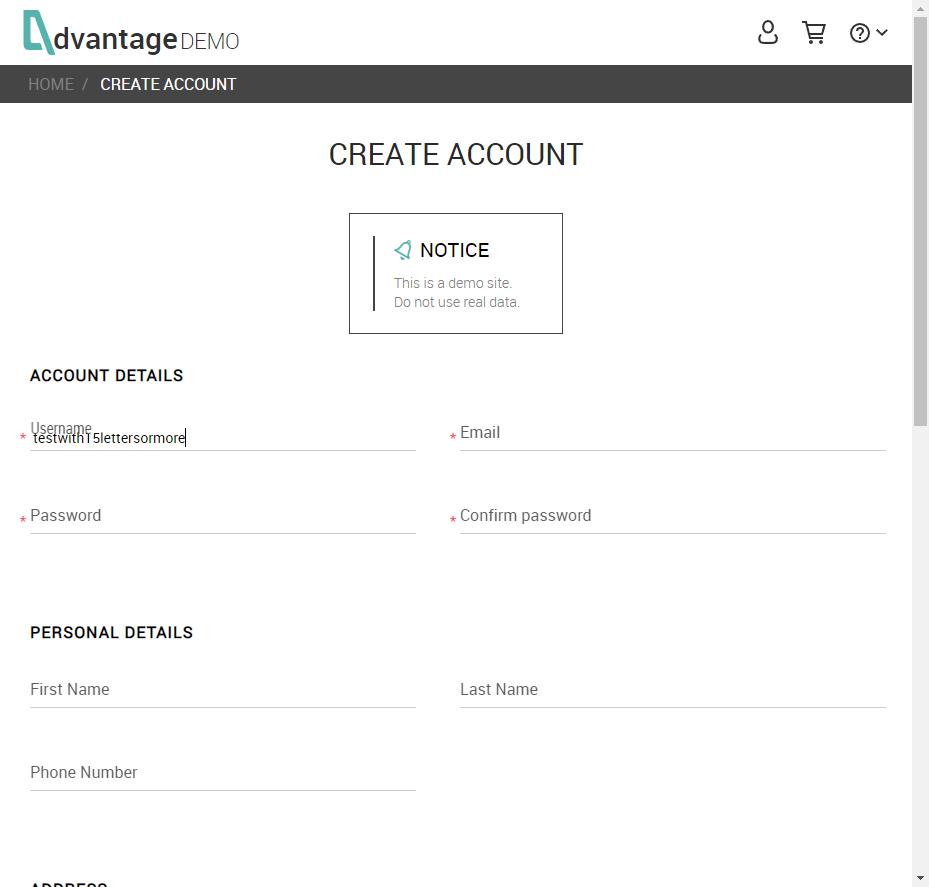 dvantage DEMO
HOME / CREATE ACCOUNT
CREATE ACCOUNT
NOTICE
This is a demo site.
Do not use real data.
ACCOUNT DETAILS
Username
* testwith15lettersormore
* Email
* Password
* Confirm password
PERSONAL DETAILS
First Name
Last Name
Phone Number
ADDRESS